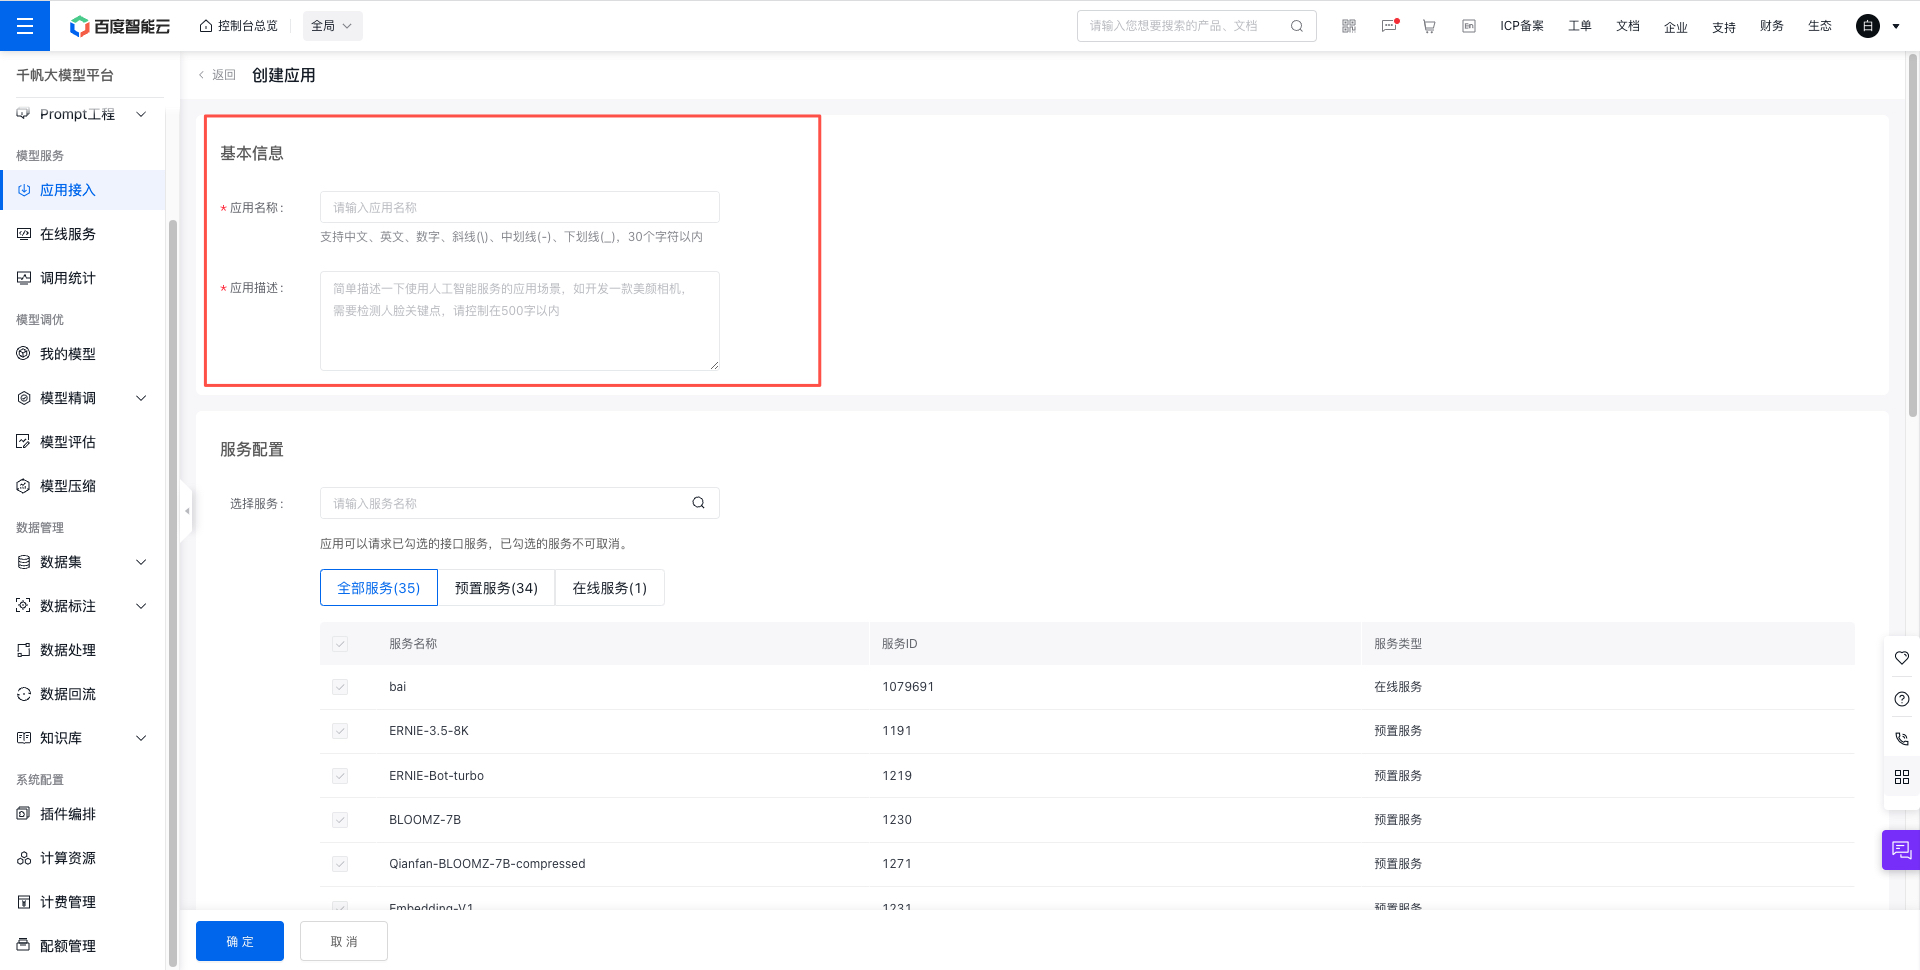 百度智能云
控制台总览
全局
请输入您想要搜索的产品、文档
En
ICP备案
工单
文档
企业
支持
财务
生态
白
千帆大模型平台
Prompt工程
模型服务
应用接入
在线服务
调用统计
模型调优
我的模型
模型精调
模型评估
模型压缩
数据管理
数据集
数据标注
数据处理
数据回流
知识库
系统配置
插件编排
计算资源
计费管理
配额管理
返回
创建应用
基本信息
* 应用名称:
请输入应用名称
支持中文、英文、数字、斜线(\)、中划线(-)、下划线(_)，30个字符以内
* 应用描述:
简单描述一下使用人工智能服务的应用场景，如开发一款美颜相机，
需要检测人脸关键点，请控制在500字以内
服务配置
选择服务:
请输入服务名称
应用可以请求已勾选的接口服务，已勾选的服务不可取消。
全部服务(35) 预置服务(34) 在线服务(1)
服务名称 服务ID 服务类型
bai 1079691 在线服务
ERNIE-3.5-8K 1191 预置服务
ERNIE-Bot-turbo 1219 预置服务
BLOOMZ-7B 1230 预置服务
Qianfan-BLOOMZ-7B-compressed 1271 预置服务
Embedding-V1 1231 预置服务
确定
取消